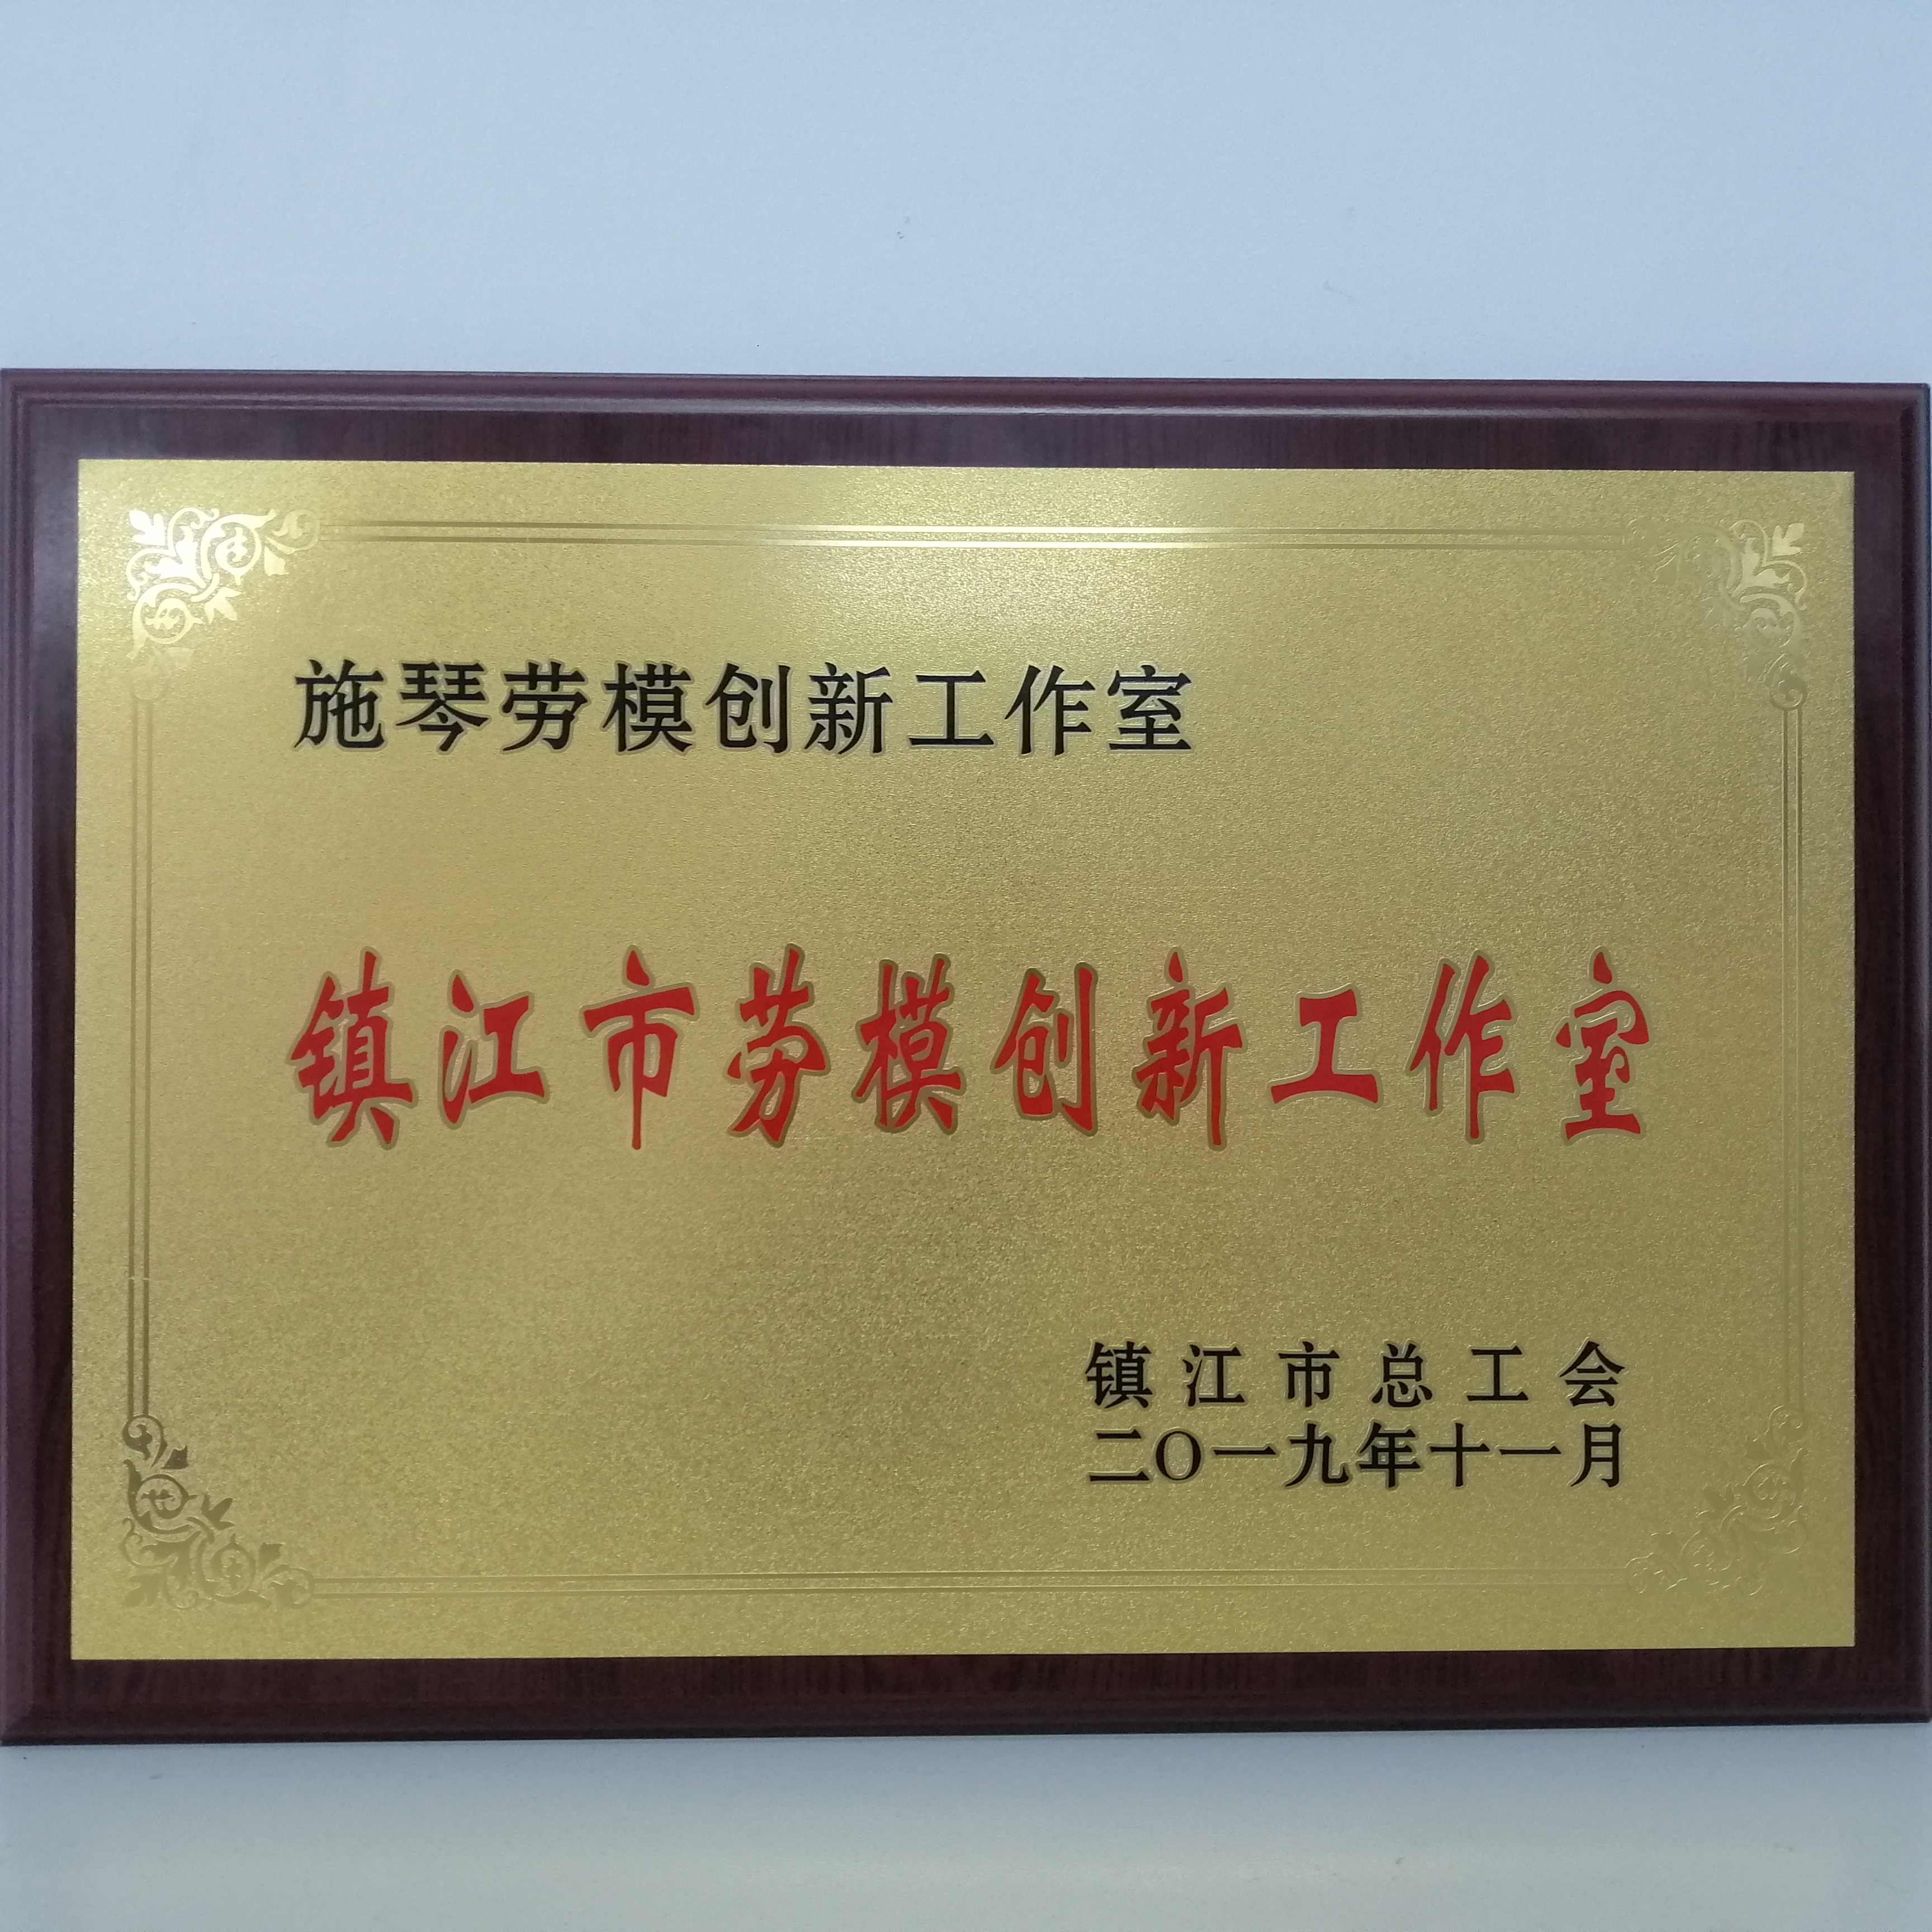 施琴劳模创新工作室
镇江市劳模创新工作室
镇江市总工会
二〇一九年十一月